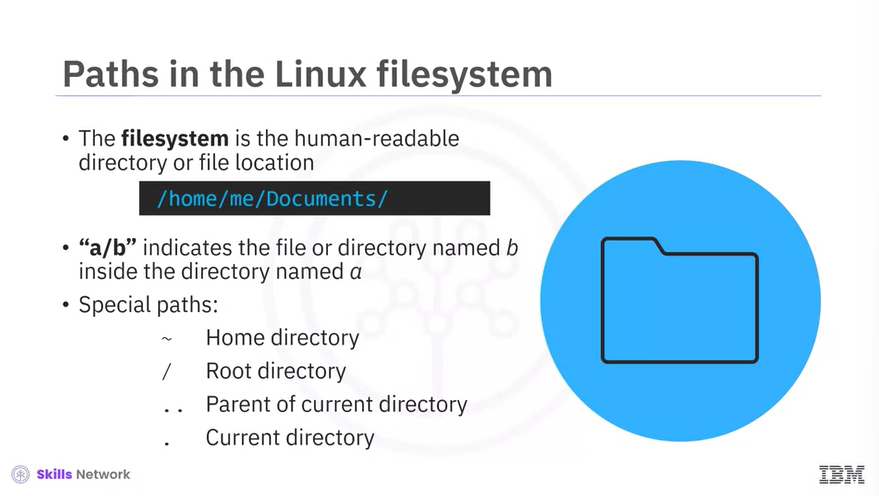 Paths in the Linux filesystem
• The filesystem is the human-readable
directory or file location
/home/me/Documents/
• “a/b” indicates the file or directory named b
inside the directory named a
• Special paths:
~ Home directory
/ Root directory
.. Parent of current directory
. Current directory
Skills Network
IBM